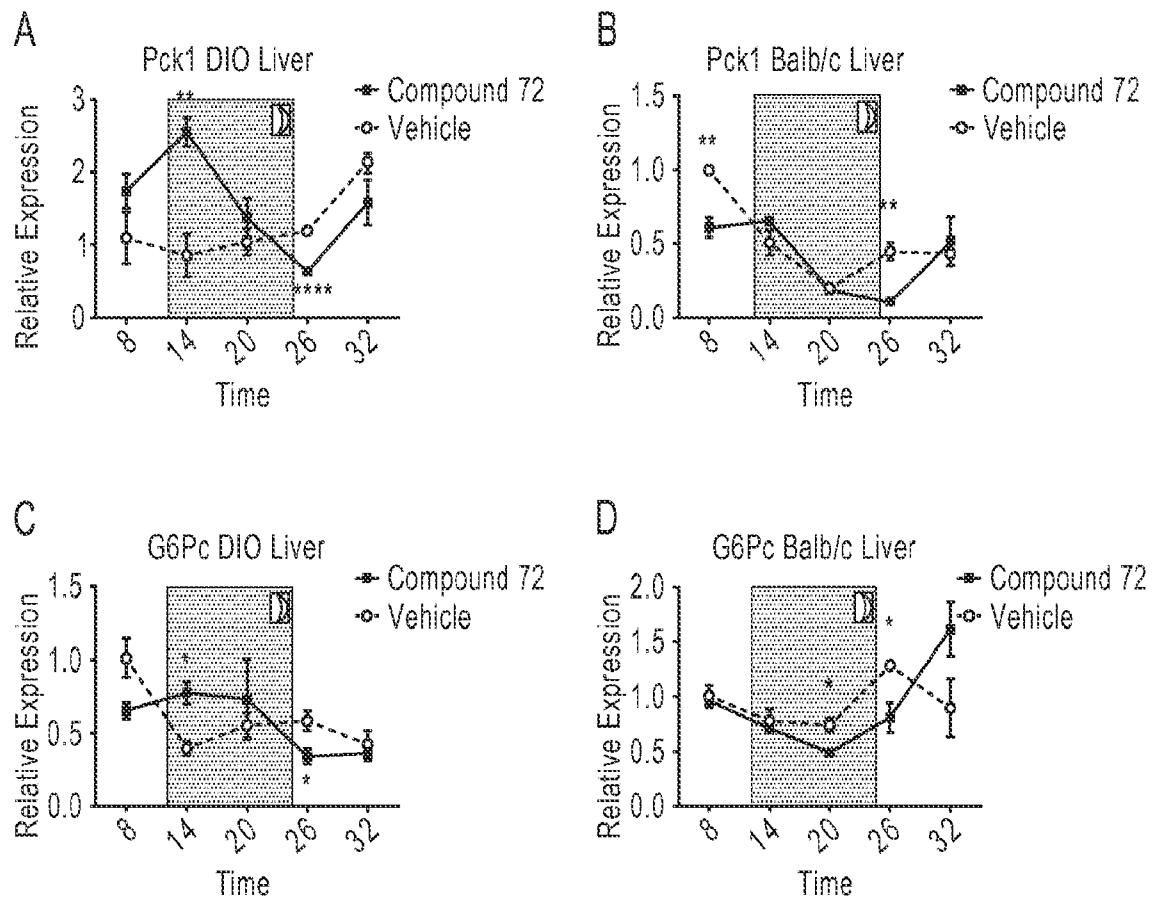 A
Pck1 DIO Liver
Relative Expression
3
2
1
0
**
****
8
14
20
26
32
Time
Compound 72
Vehicle
B
Pck1 Balb/c Liver
Relative Expression
1.5
1.0
0.5
0.0
**
**
8
14
20
26
32
Time
Compound 72
Vehicle
C
G6Pc DIO Liver
Relative Expression
1.5
1.0
0.5
0.0
*
*
8
14
20
26
32
Time
Compound 72
Vehicle
D
G6Pc Balb/c Liver
Relative Expression
2.0
1.5
1.0
0.5
0.0
*
*
8
14
20
26
32
Time
Compound 72
Vehicle